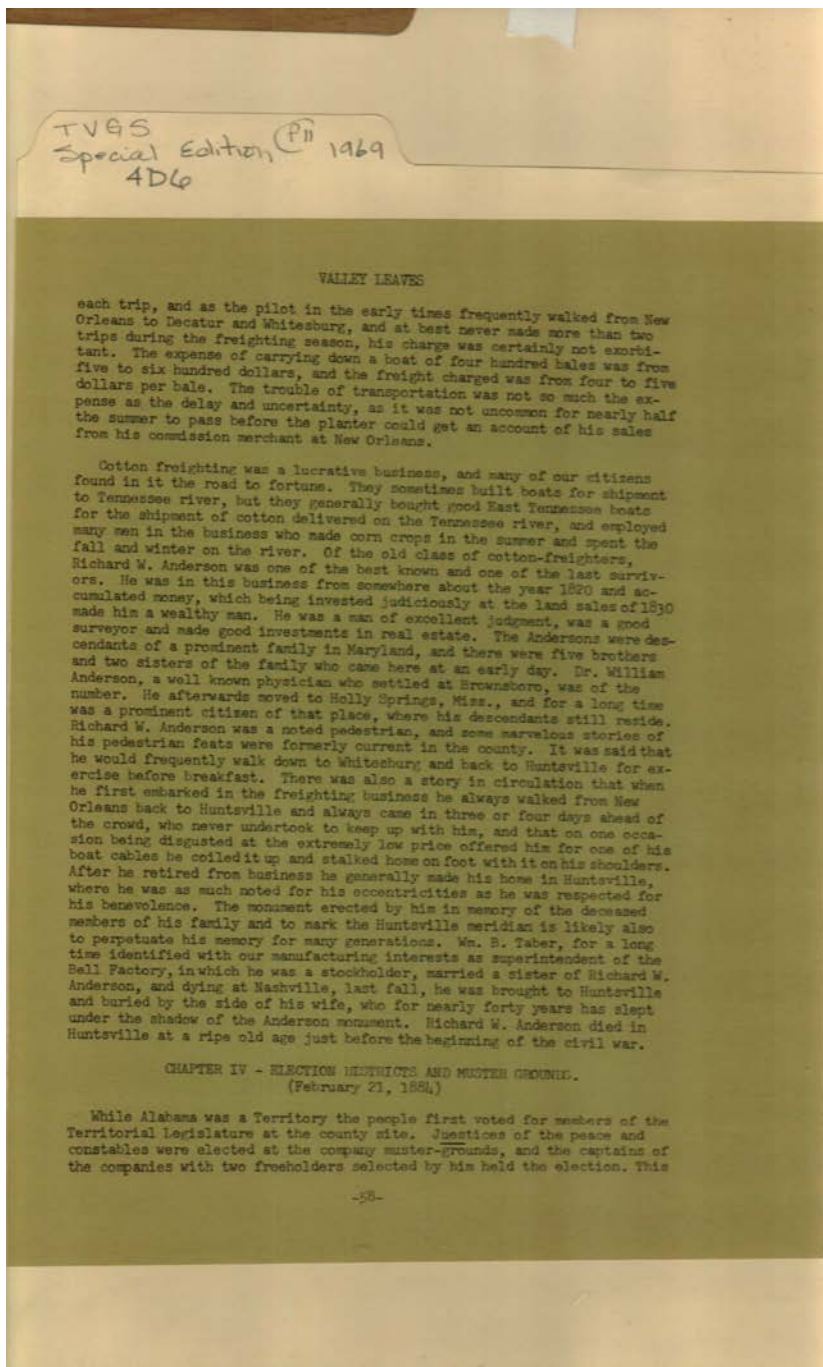 TVGS
Special Edition P11 1969
4D6
VALLEY LEAVES
each trip, and as the pilot in the early times frequently walked from New
Orleans to Decatur and Whitesburg, and at best never made more than two
trips during the freighting season, his charge was certainly not exorbi-
tant. The expense of carrying down a boat of four hundred bales was from
five to six hundred dollars, and the freight charged was from four to five
dollars per bale. The trouble of transportation was not so much the ex-
pense as the delay and uncertainty, as it was not uncommon for nearly half
the summer to pass before the planter could get an account of his sales
from his commission merchant at New Orleans.
Cotton freighting was a lucrative business, and many of our citizens
found in it the road to fortune. They sometimes built boats for shipment
to Tennessee river, but they generally bought good East Tennessee boats
for the shipment of cotton delivered on the Tennessee river, and employed
many men in the business who made corn crops in the summer and spent the
fall and winter on the river. Of the old class of cotton-freighters,
Richard W. Anderson was one of the best known and one of the last surviv-
ors. He was in this business from somewhere about the year 1820 and ac-
cumulated money, which being invested judiciously at the land sales of 1830
made him a wealthy man. He was a man of excellent judgment, was a good
surveyor and made good investments in real estate. The Andersons were des-
cendants of a prominent family in Maryland, and there were five brothers
and two sisters of the family who came here at an early day. Dr. William
Anderson, a well known physician who settled at Brownsboro, was of the
number. He afterwards moved to Holly Springs, Miss., and for a long time
was a prominent citizen of that place, where his descendants still reside.
Richard W. Anderson was a noted pedestrian, and some marvelous stories of
his pedestrian feats were formerly current in the county. It was said that
he would frequently walk down to Whitesburg and back to Huntsville for ex-
ercise before breakfast. There was also a story in circulation that when
he first embarked in the freighting business he always walked from New
Orleans back to Huntsville and always came in three or four days ahead of
the crowd, who never undertook to keep up with him, and that on one occa-
sion being disgusted at the extremely low price offered him for one of his
boat cables he coiled it up and stalked home on foot with it on his shoulders.
After he retired from business he generally made his home in Huntsville,
where he was as much noted for his eccentricities as he was respected for
his benevolence. The monument erected by him in memory of the deceased
members of his family and to mark the Huntsville meridian is likely also
to perpetuate his memory for many generations. Wm. B. Taber, for a long
time identified with our manufacturing interests as superintendent of the
Bell Factory, in which he was a stockholder, married a sister of Richard W.
Anderson, and dying at Nashville, last fall, he was brought to Huntsville
and buried by the side of his wife, who for nearly forty years has slept
under the shadow of the Anderson monument. Richard W. Anderson died in
Huntsville at a ripe old age just before the beginning of the civil war.
CHAPTER IV - ELECTION DISTRICTS AND MUSTER GROUNDS.
(February 21, 1884)
While Alabama was a Territory the people first voted for members of the
Territorial Legislature at the county site. Juestices of the peace and
constables were elected at the company muster-grounds, and the captains of
the companies with two freeholders selected by him held the election. This
-58-